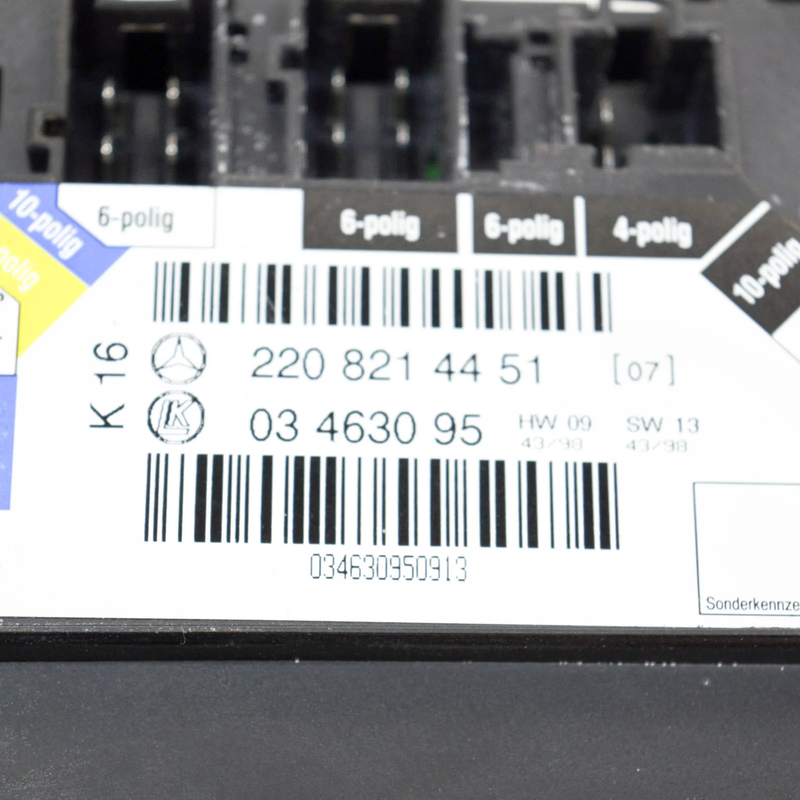 10-polig
6-polig
6-polig
6-polig
4-polig
10-polig
polig
K 16
220 821 44 51 [07]
LK
03 4630 95 HW 09 SW 13
43/98 43/98
034630950913
Sonderkennze